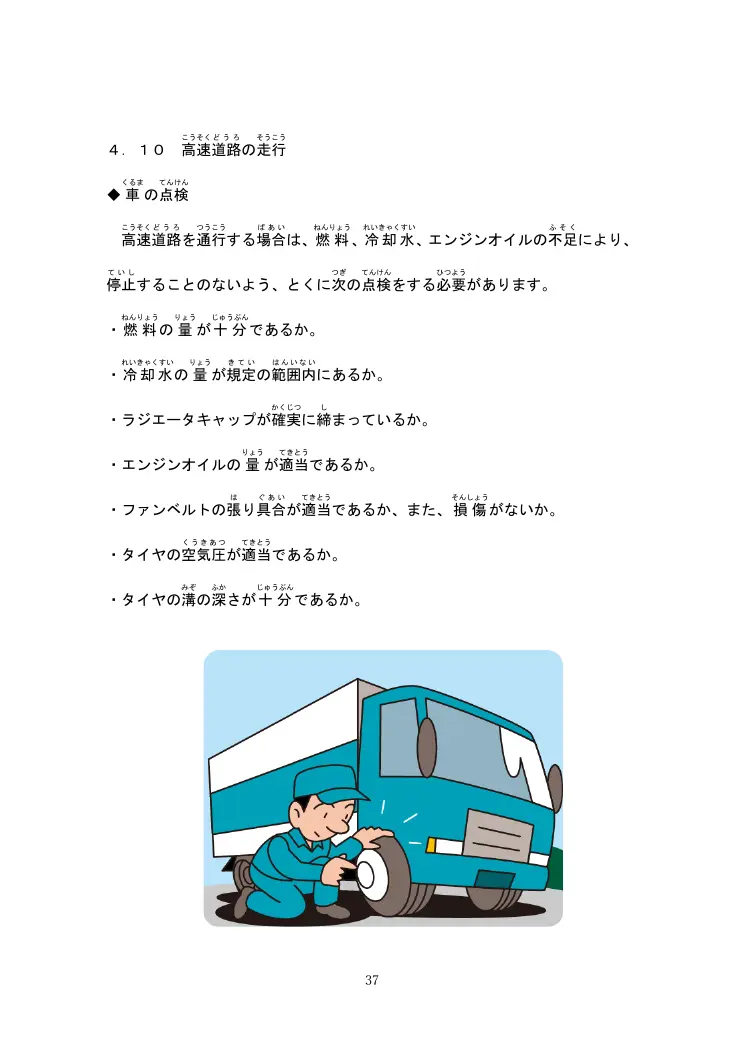 ４．１０　高速道路の走行
◆車の点検
高速道路を通行する場合は、燃料、冷却水、エンジンオイルの不足により、
停止することのないよう、とくに次の点検をする必要があります。
・燃料の量が十分であるか。
・冷却水の量が規定の範囲内にあるか。
・ラジエータキャップが確実に締まっているか。
・エンジンオイルの量が適当であるか。
・ファンベルトの張り具合が適当であるか、また、損傷がないか。
・タイヤの空気圧が適当であるか。
・タイヤの溝の深さが十分であるか。
37